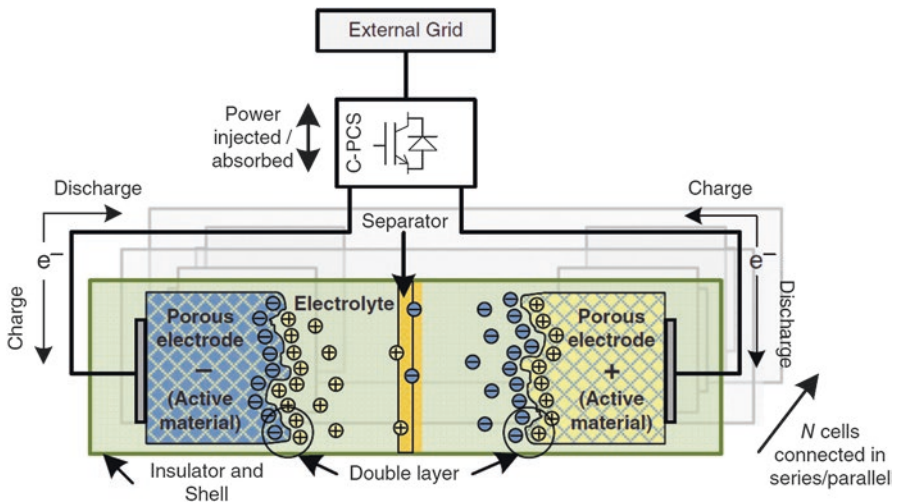 External Grid
Power
injected /
absorbed
C-PCS
Discharge
Charge
Separator
e⁻
e⁻
Charge
Discharge
Electrolyte
Porous
electrode
−
(Active
material)
Porous
electrode
+
(Active
material)
Insulator and
Shell
Double layer
N cells
connected in
series/parallel